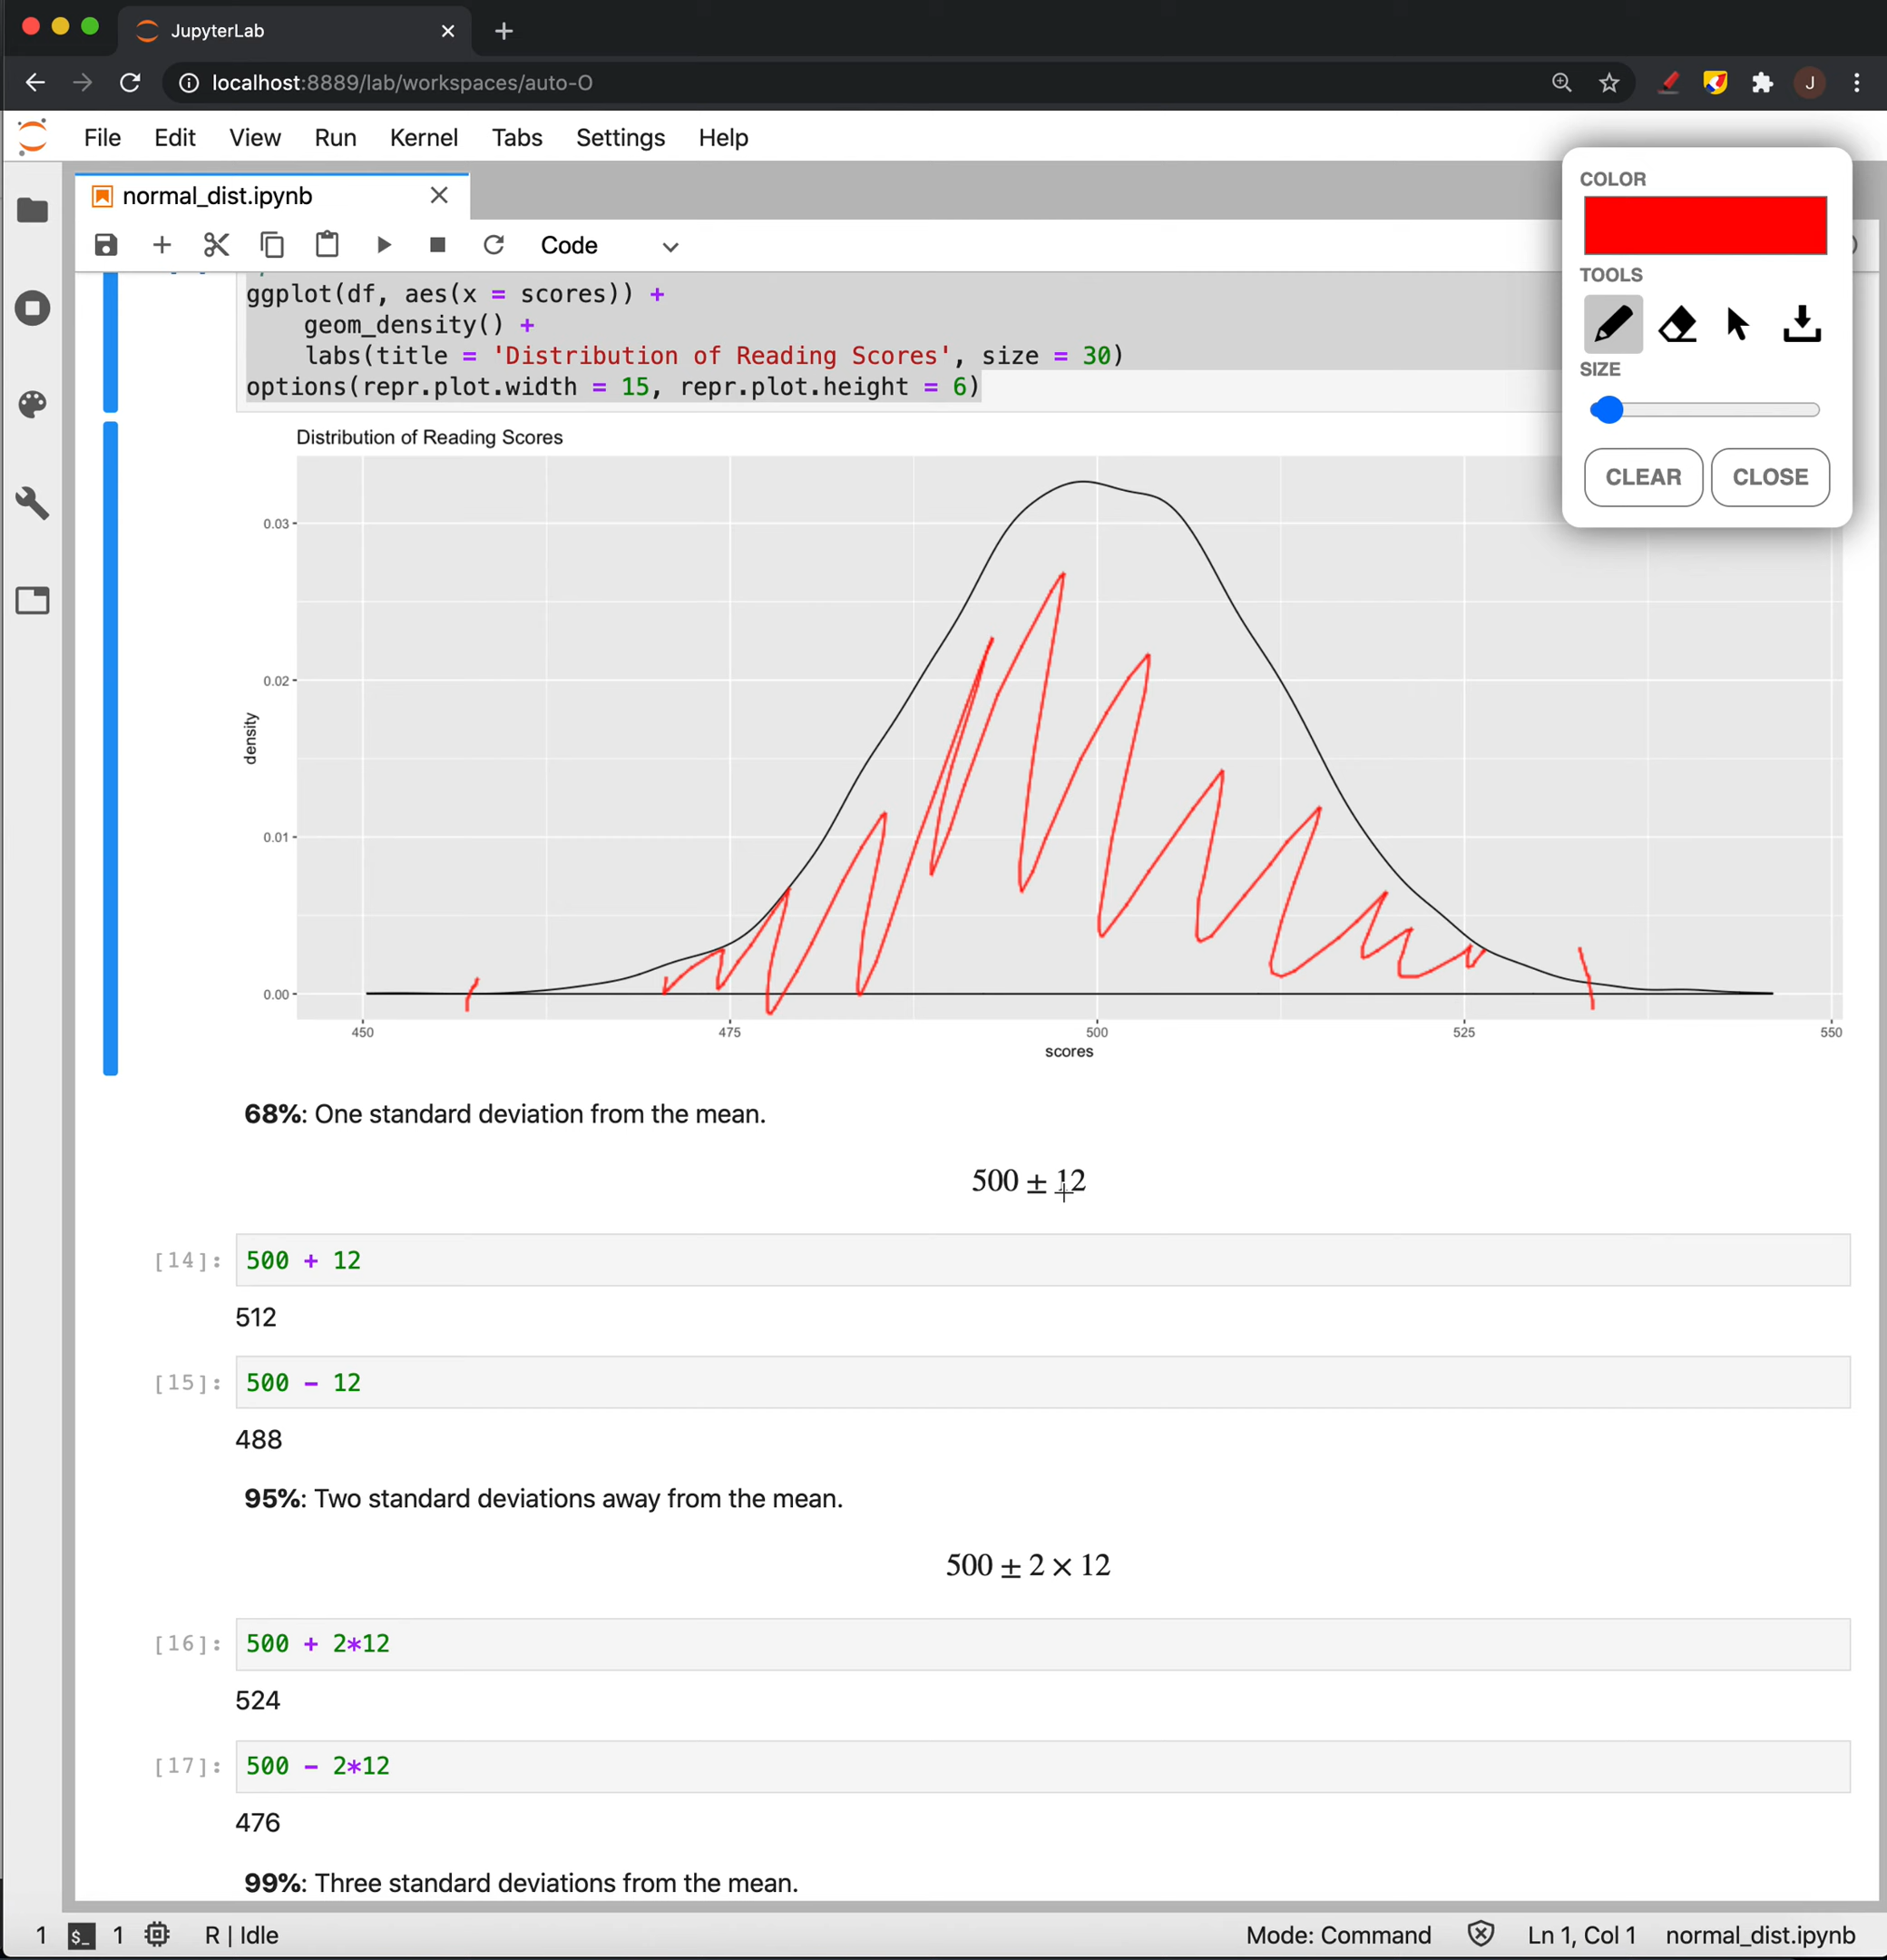 JupyterLab
localhost:8889/lab/workspaces/auto-O
J
File Edit View Run Kernel Tabs Settings Help
normal_dist.ipynb
Code
COLOR
TOOLS
SIZE
CLEAR CLOSE
ggplot(df, aes(x = scores)) +
geom_density() +
labs(title = 'Distribution of Reading Scores', size = 30)
options(repr.plot.width = 15, repr.plot.height = 6)
Distribution of Reading Scores
0.03
0.02
density
0.01
0.00
450 475 500 525 550
scores
68%: One standard deviation from the mean.
500 ± 12
[14]: 500 + 12
512
[15]: 500 - 12
488
95%: Two standard deviations away from the mean.
500 ± 2 × 12
[16]: 500 + 2*12
524
[17]: 500 - 2*12
476
99%: Three standard deviations from the mean.
1 $_ 1 R | Idle Mode: Command Ln 1, Col 1 normal_dist.ipynb